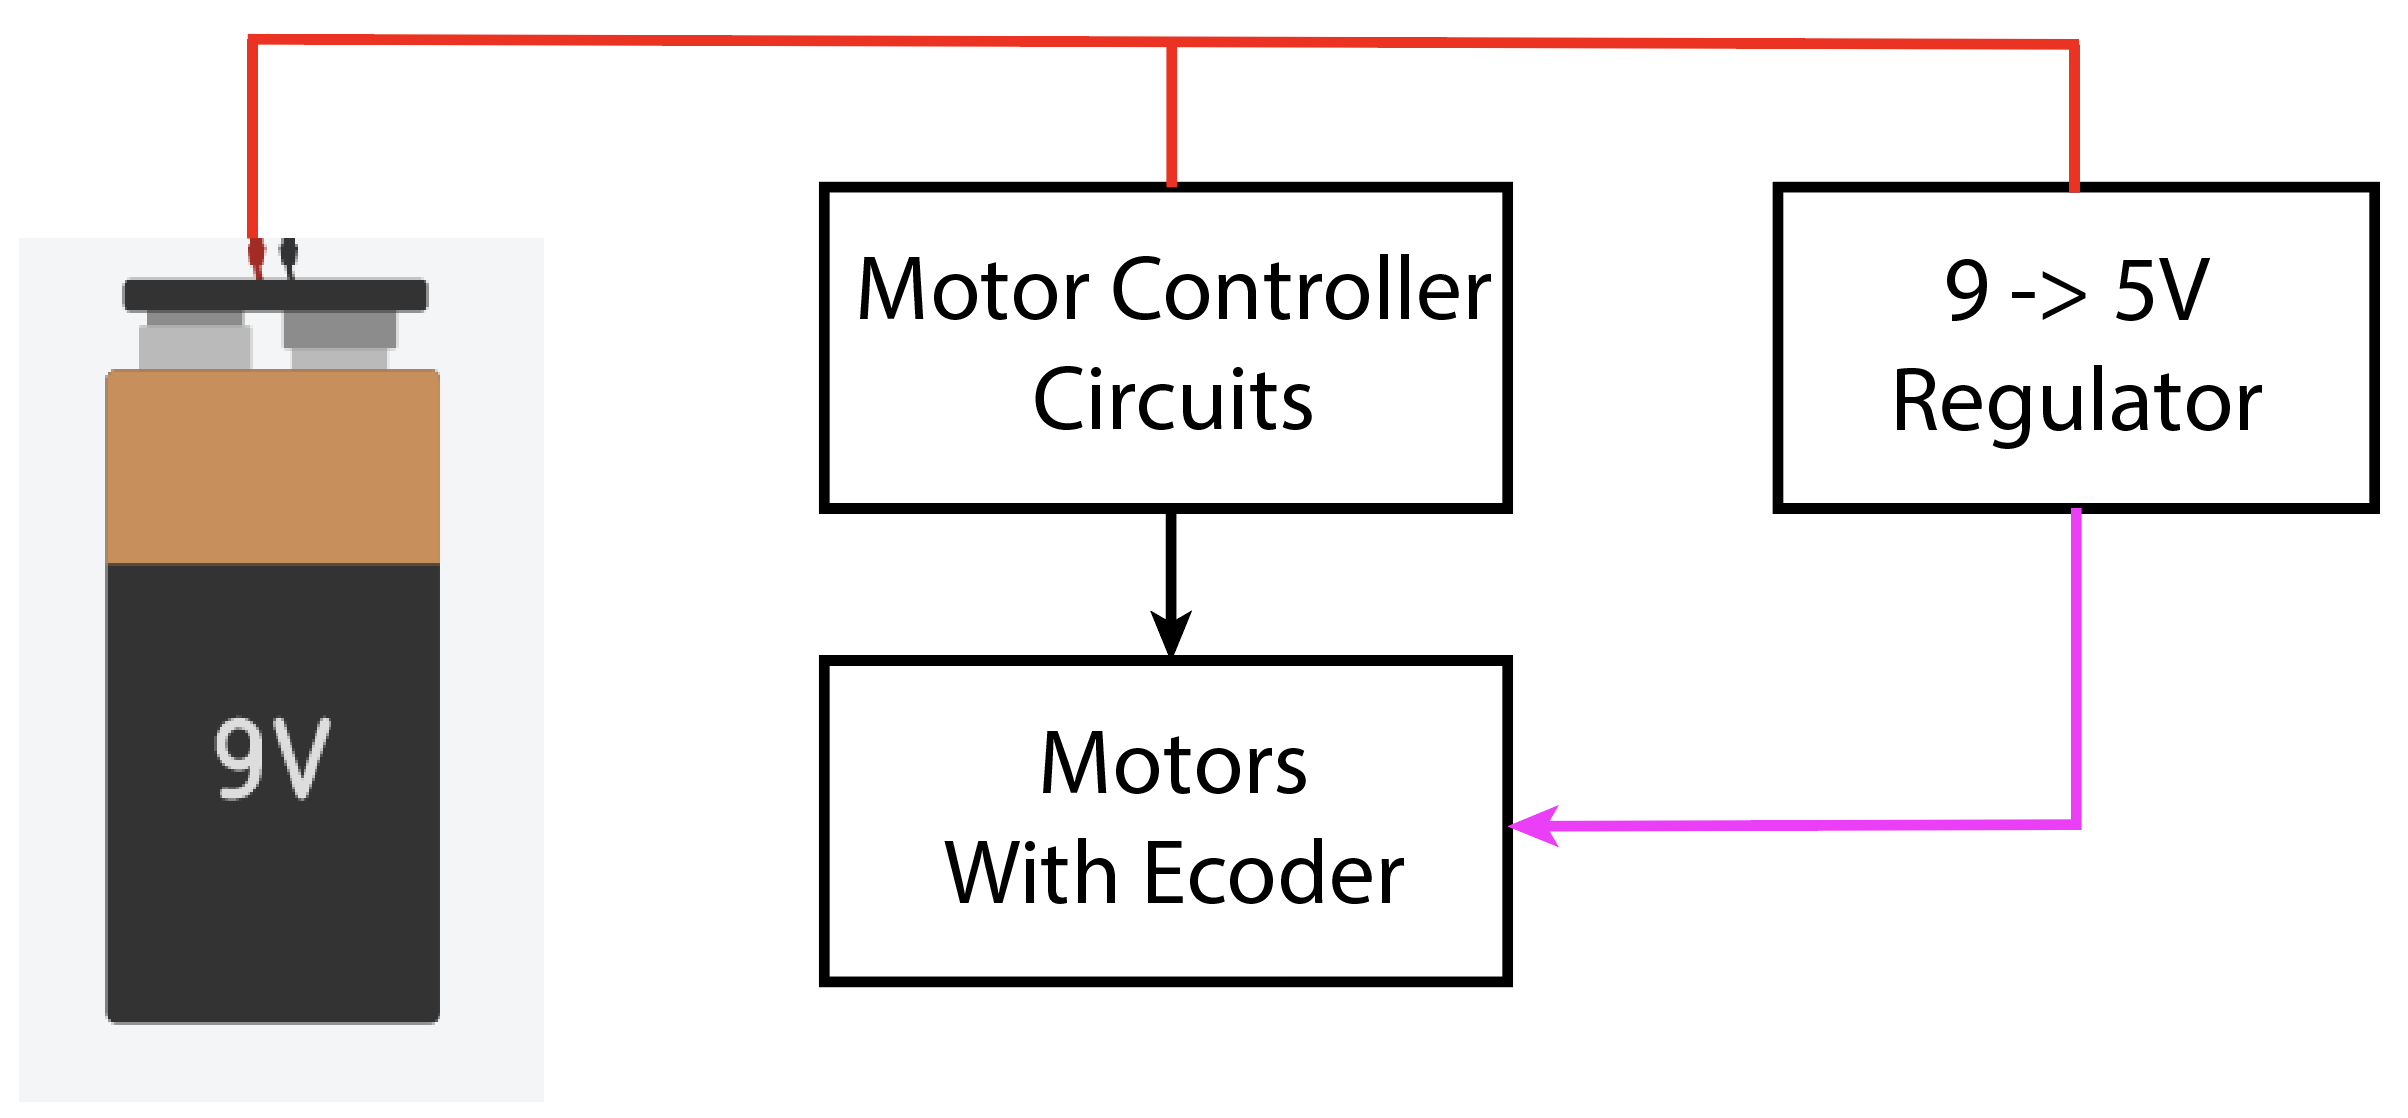 Motor Controller
Circuits
9 -> 5V
Regulator
9V
Motors
With Ecoder